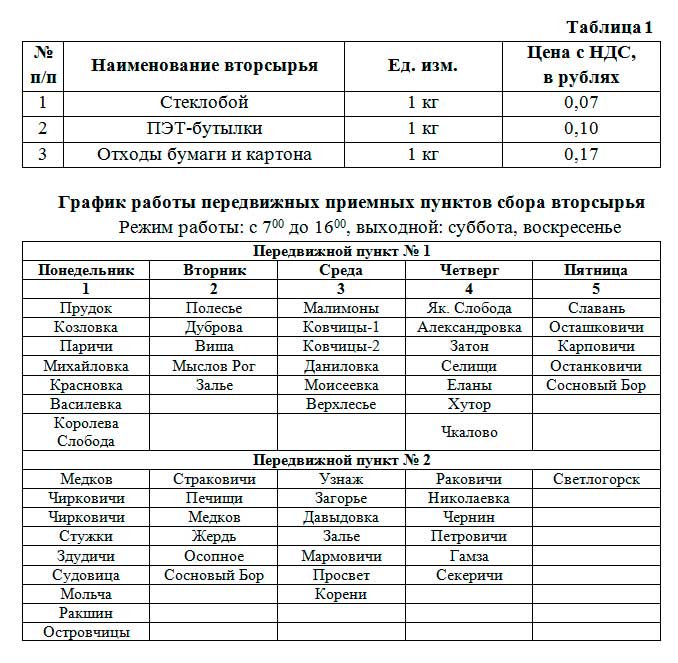 Таблица 1
№ п/п Наименование вторсырья Ед. изм. Цена с НДС, в рублях
1 Стеклобой 1 кг 0,07
2 ПЭТ-бутылки 1 кг 0,10
3 Отходы бумаги и картона 1 кг 0,17
График работы передвижных приемных пунктов сбора вторсырья
Режим работы: с 7⁰⁰ до 16⁰⁰, выходной: суббота, воскресенье
Передвижной пункт № 1
Понедельник Вторник Среда Четверг Пятница
1 2 3 4 5
Прудок Полесье Малимоны Як. Слобода Славань
Козловка Дуброва Ковчицы-1 Александровка Осташковичи
Паричи Виша Ковчицы-2 Затон Карповичи
Михайловка Мыслов Рог Даниловка Селищи Останковичи
Красновка Залье Моисеевка Еланы Сосновый Бор
Василевка Верхлесье Хутор
Королева Слобода Чкалово
Передвижной пункт № 2
Медков Страковичи Узнаж Раковичи Светлогорск
Чирковичи Печищи Загорье Николаевка
Чирковичи Медков Давыдовка Чернин
Стужки Жердь Залье Петровичи
Здудичи Осопное Мармовичи Гамза
Судовица Сосновый Бор Просвет Секеричи
Мольча Корени
Ракшин
Островчицы